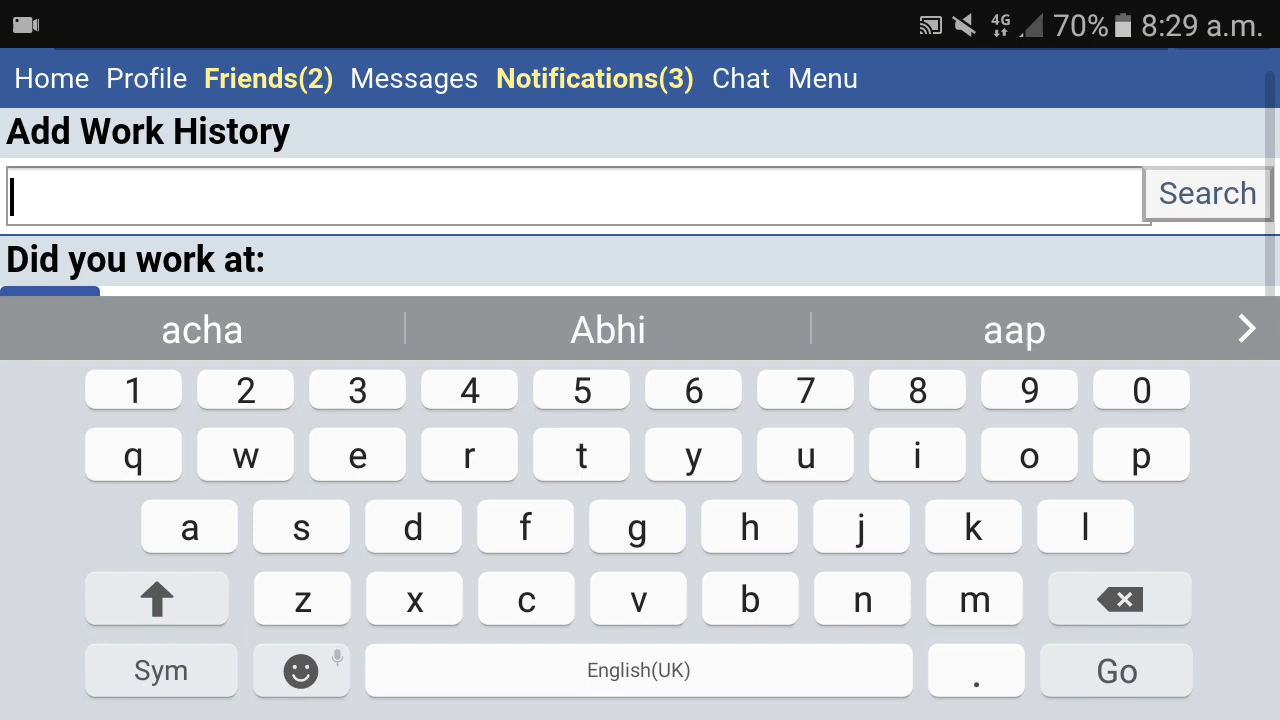 4G 70% 8:29 a.m.
Home Profile Friends(2) Messages Notifications(3) Chat Menu
Add Work History
Search
Did you work at:
acha Abhi aap
1 2 3 4 5 6 7 8 9 0
q w e r t y u i o p
a s d f g h j k l
z x c v b n m
Sym English(UK) . Go